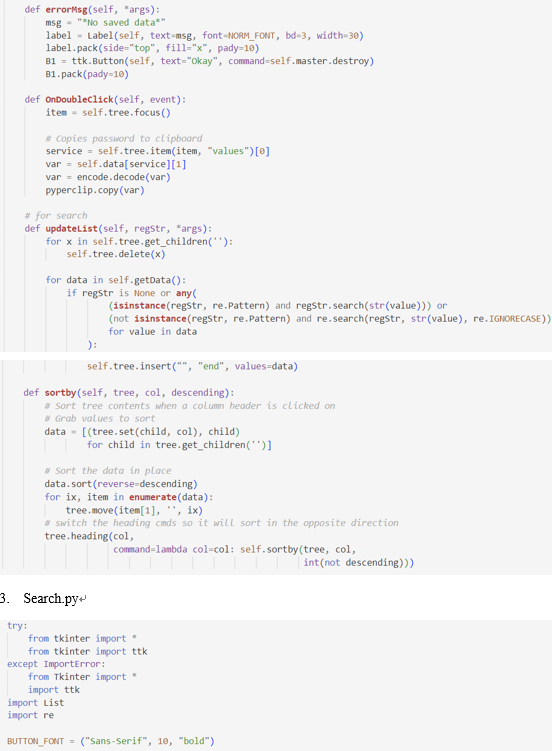 def errorMsg(self, *args):
    msg = "*No saved data*"
    label = Label(self, text=msg, font=NORM_FONT, bd=3, width=30)
    label.pack(side="top", fill="x", pady=10)
    B1 = ttk.Button(self, text="Okay", command=self.master.destroy)
    B1.pack(pady=10)

def OnDoubleClick(self, event):
    item = self.tree.focus()

    # Copies password to clipboard
    service = self.tree.item(item, "values")[0]
    var = self.data[service][1]
    var = encode.decode(var)
    pyperclip.copy(var)

# for search
def updateList(self, regStr, *args):
    for x in self.tree.get_children(''):
        self.tree.delete(x)

    for data in self.getData():
        if regStr is None or any(
                (isinstance(regStr, re.Pattern) and regStr.search(str(value))) or
                (not isinstance(regStr, re.Pattern) and re.search(regStr, str(value), re.IGNORECASE))
                for value in data
            ):
            self.tree.insert("", "end", values=data)

def sortby(self, tree, col, descending):
    # Sort tree contents when a column header is clicked on
    # Grab values to sort
    data = [(tree.set(child, col), child)
            for child in tree.get_children('')]

    # Sort the data in place
    data.sort(reverse=descending)
    for ix, item in enumerate(data):
        tree.move(item[1], '', ix)
    # switch the heading cmds so it will sort in the opposite direction
    tree.heading(col,
                 command=lambda col=col: self.sortby(tree, col,
                                                     int(not descending)))

3. Search.py↵

try:
    from tkinter import *
    from tkinter import ttk
except ImportError:
    from Tkinter import *
    import ttk
import List
import re

BUTTON_FONT = ("Sans-Serif", 10, "bold")